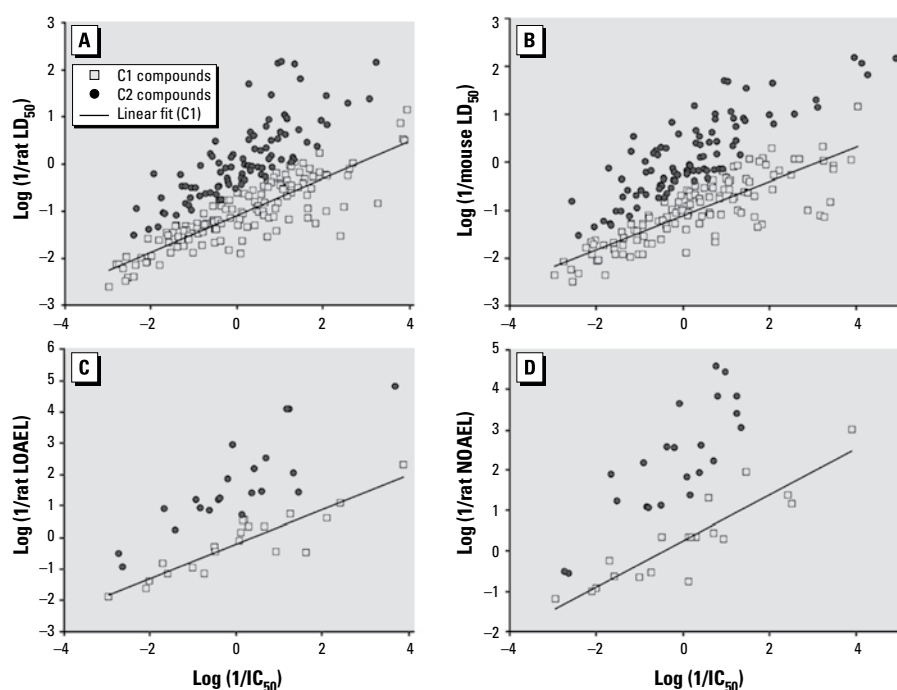 A
C1 compounds
C2 compounds
Linear fit (C1)
Log (1/rat LD50)
3
2
1
0
–1
–2
–3
–4 –2 0 2 4
B
Log (1/mouse LD50)
3
2
1
0
–1
–2
–3
–4 –2 0 2 4
C
Log (1/rat LOAEL)
6
5
4
3
2
1
0
–1
–2
–3
–4 –2 0 2 4
Log (1/IC50)
D
Log (1/rat NOAEL)
5
4
3
2
1
0
–1
–2
–4 –2 0 2 4
Log (1/IC50)